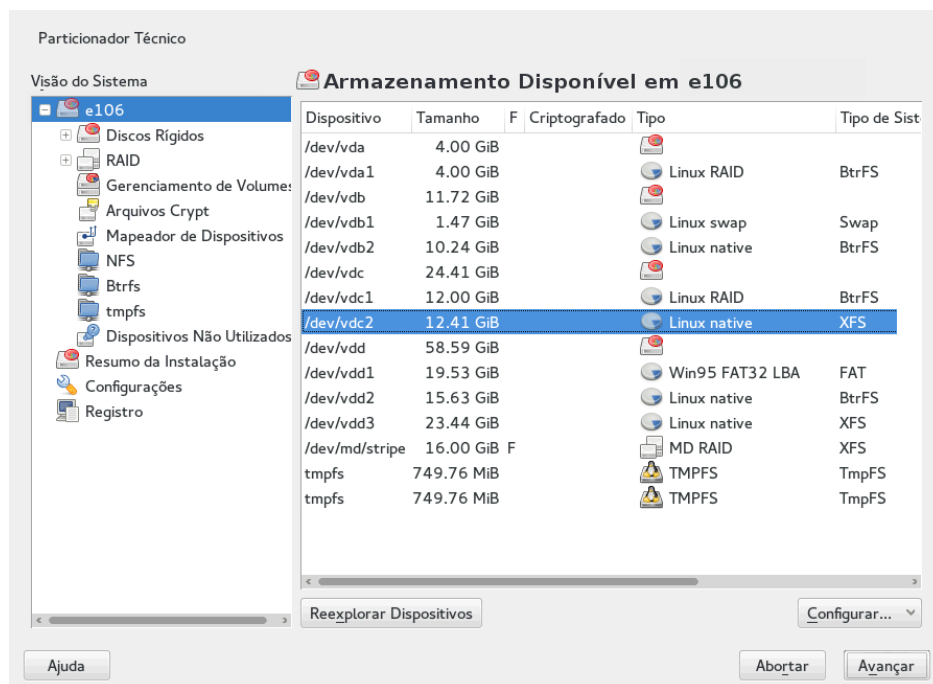 Particionador Técnico
Visão do Sistema
e106
Discos Rígidos
RAID
Gerenciamento de Volumes
Arquivos Crypt
Mapeador de Dispositivos
NFS
Btrfs
tmpfs
Dispositivos Não Utilizados
Resumo da Instalação
Configurações
Registro
Armazenamento Disponível em e106
Dispositivo Tamanho F Criptografado Tipo Tipo de Sist
/dev/vda 4.00 GiB
/dev/vda1 4.00 GiB Linux RAID BtrFS
/dev/vdb 11.72 GiB
/dev/vdb1 1.47 GiB Linux swap Swap
/dev/vdb2 10.24 GiB Linux native BtrFS
/dev/vdc 24.41 GiB
/dev/vdc1 12.00 GiB Linux RAID BtrFS
/dev/vdc2 12.41 GiB Linux native XFS
/dev/vdd 58.59 GiB
/dev/vdd1 19.53 GiB Win95 FAT32 LBA FAT
/dev/vdd2 15.63 GiB Linux native BtrFS
/dev/vdd3 23.44 GiB Linux native XFS
/dev/md/stripe 16.00 GiB F MD RAID XFS
tmpfs 749.76 MiB TMPFS TmpFS
tmpfs 749.76 MiB TMPFS TmpFS
Reexplorar Dispositivos
Configurar...
Ajuda
Abortar
Avançar